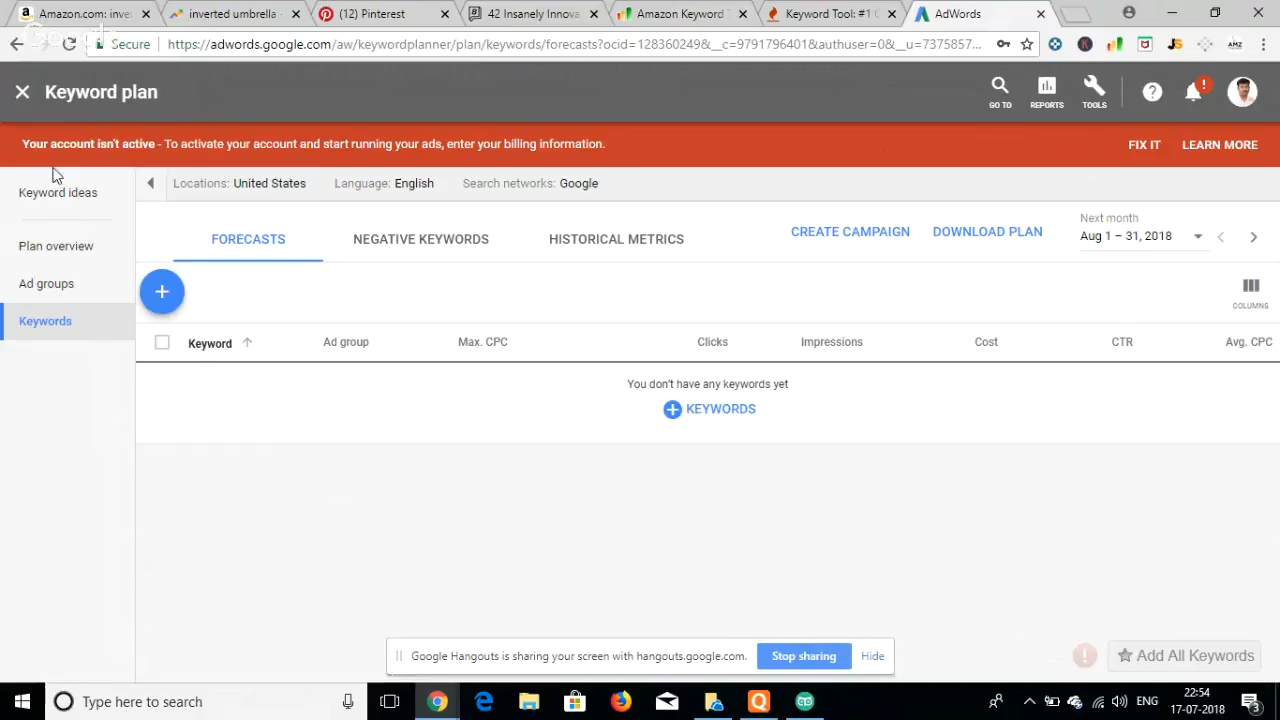 Amazon.com: inve
inverted umbrella -
(12) Pinterest
42 Insanely Innova
Amazon Keyword T
Keyword Tool: #1 G
AdWords
Secure
https://adwords.google.com/aw/keywordplanner/plan/keywords/forecasts?ocid=128360249&__c=9791796401&authuser=0&__u=7375857...
Keyword plan
GO TO
REPORTS
TOOLS
Your account isn't active - To activate your account and start running your ads, enter your billing information.
FIX IT
LEARN MORE
Keyword ideas
Plan overview
Ad groups
Keywords
Locations: United States
Language: English
Search networks: Google
FORECASTS
NEGATIVE KEYWORDS
HISTORICAL METRICS
CREATE CAMPAIGN
DOWNLOAD PLAN
Next month
Aug 1 – 31, 2018
COLUMNS
Keyword
Ad group
Max. CPC
Clicks
Impressions
Cost
CTR
Avg. CPC
You don't have any keywords yet
KEYWORDS
Google Hangouts is sharing your screen with hangouts.google.com.
Stop sharing
Hide
Add All Keywords
Type here to search
ENG
22:54
17-07-2018
3